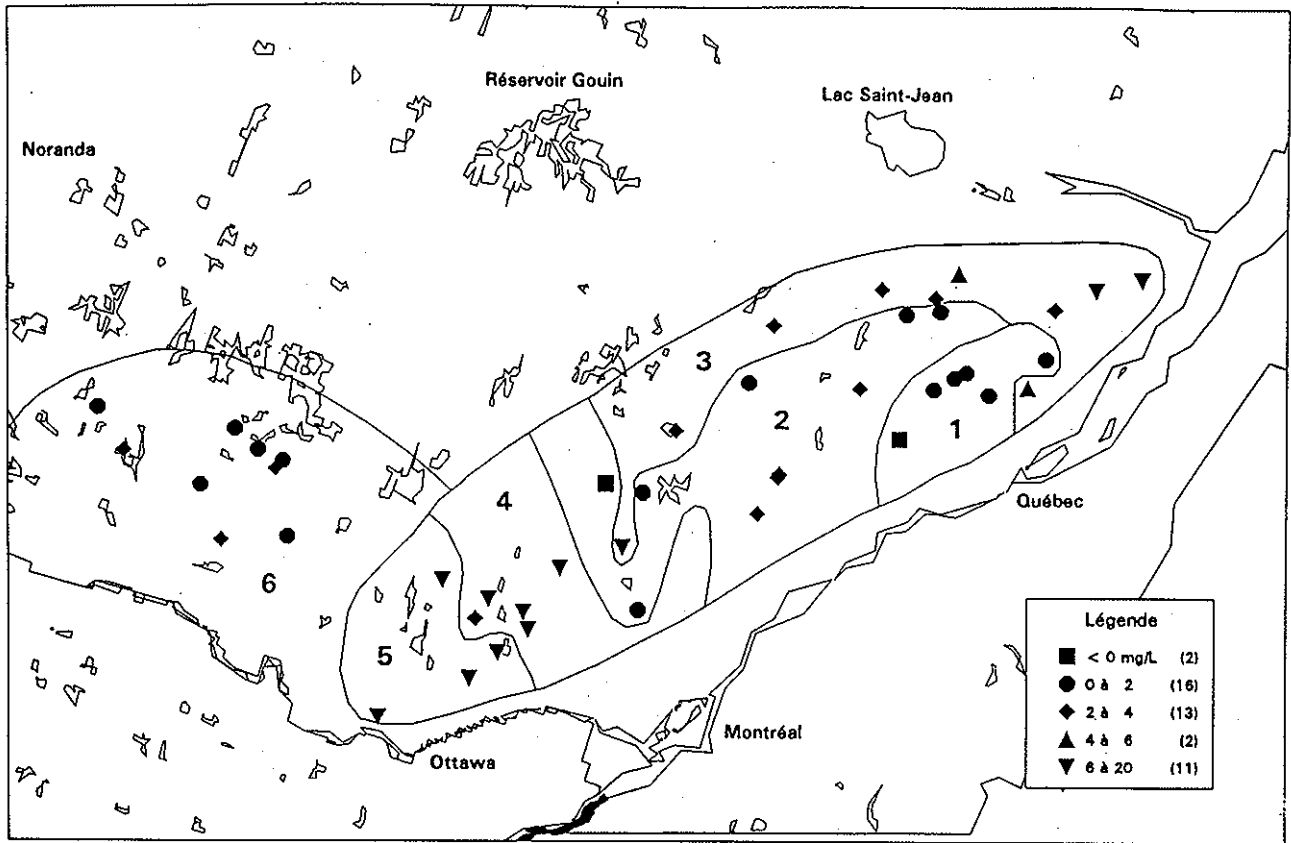 Réservoir Gouin
Lac Saint-Jean
Noranda
3
2
1
4
Québec
6
5
Montréal
Ottawa
Légende
< 0 mg/L (2)
0 à 2 (16)
2 à 4 (13)
4 à 6 (2)
6 à 20 (11)